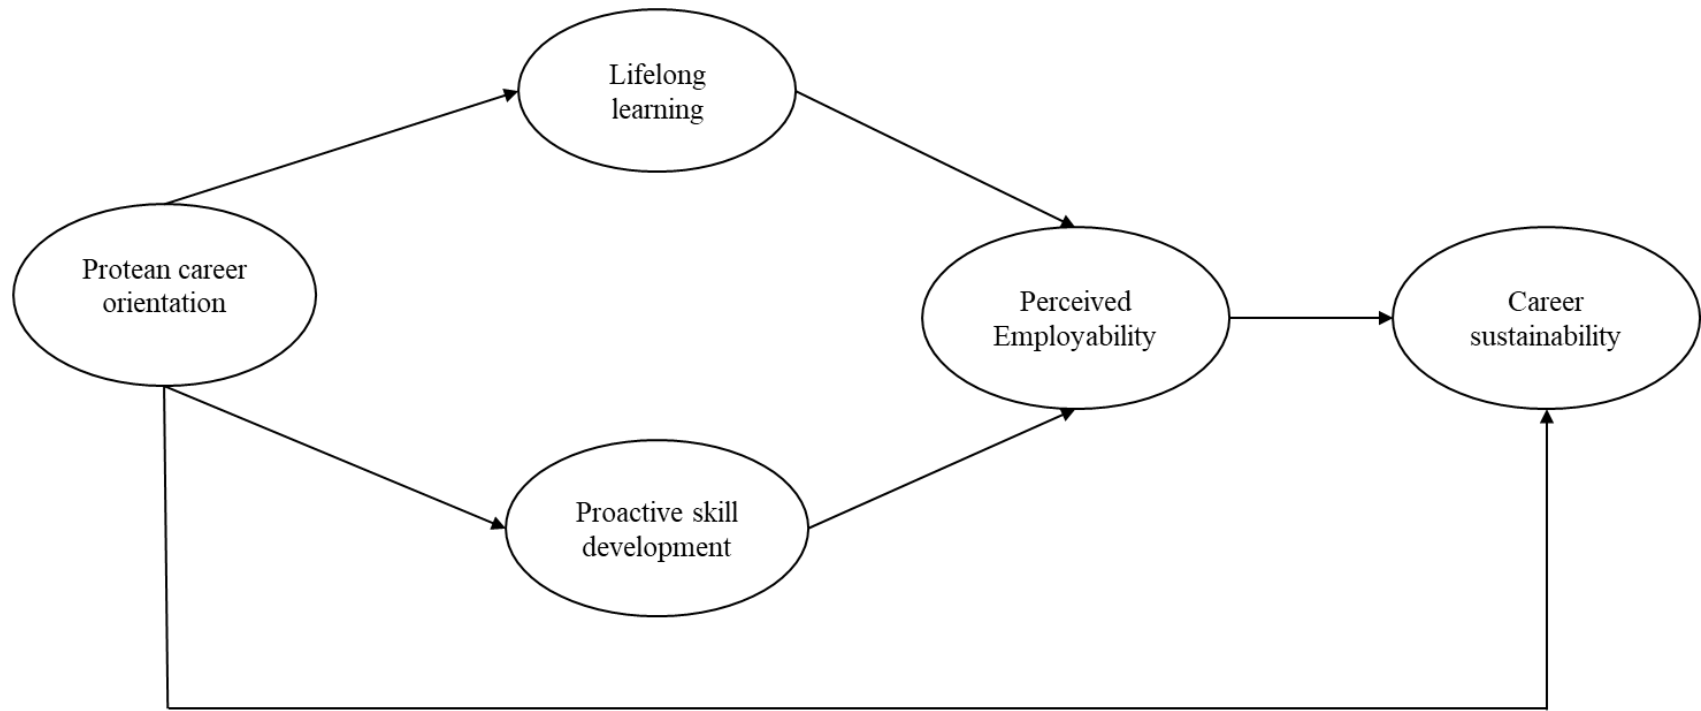 Lifelong
learning
Protean career
orientation
Perceived
Employability
Career
sustainability
Proactive skill
development